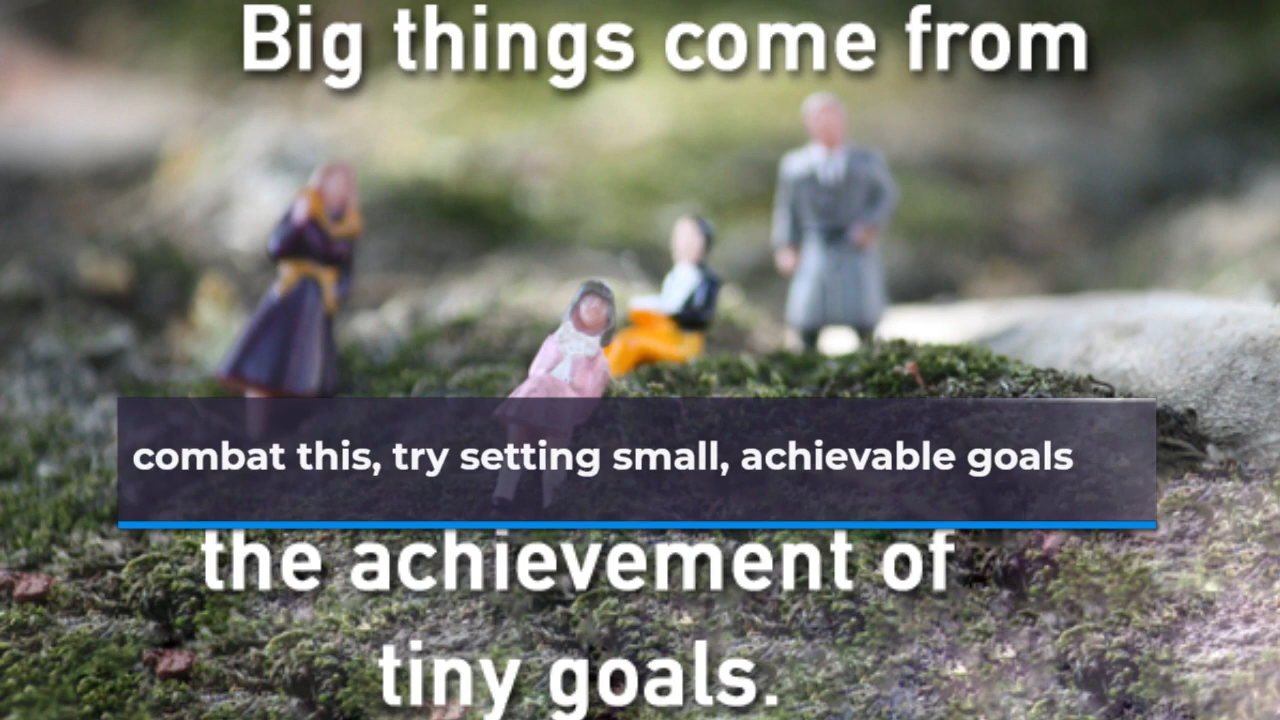 Big things come from
combat this, try setting small, achievable goals
the achievement of
tiny goals.